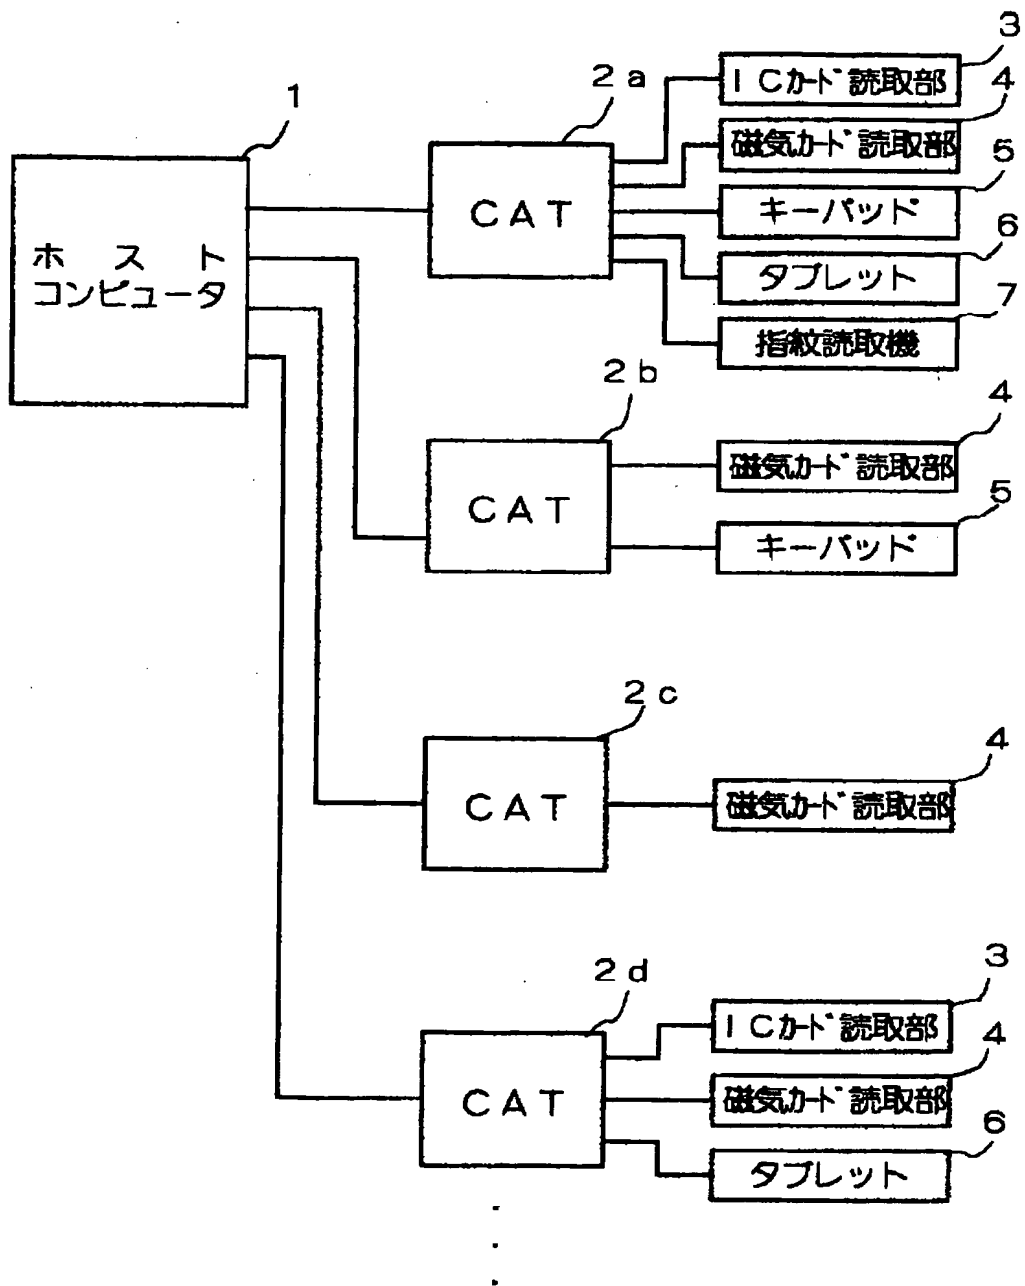 1
ホスト
コンピュータ
2a
CAT
3
ICカード読取部
4
磁気カード読取部
5
キーパッド
6
タブレット
7
指紋読取機
2b
CAT
4
磁気カード読取部
5
キーパッド
2c
CAT
4
磁気カード読取部
2d
CAT
3
ICカード読取部
4
磁気カード読取部
6
タブレット